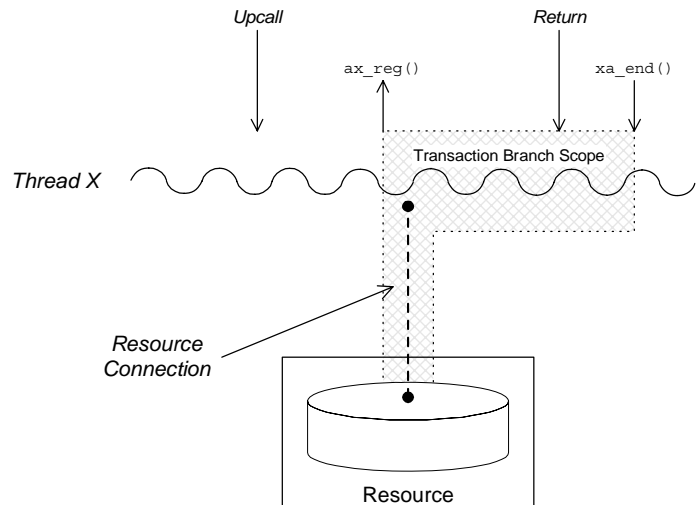 Upcall
Return
ax_reg()
xa_end()
Transaction Branch Scope
Thread X
Resource
Connection
Resource